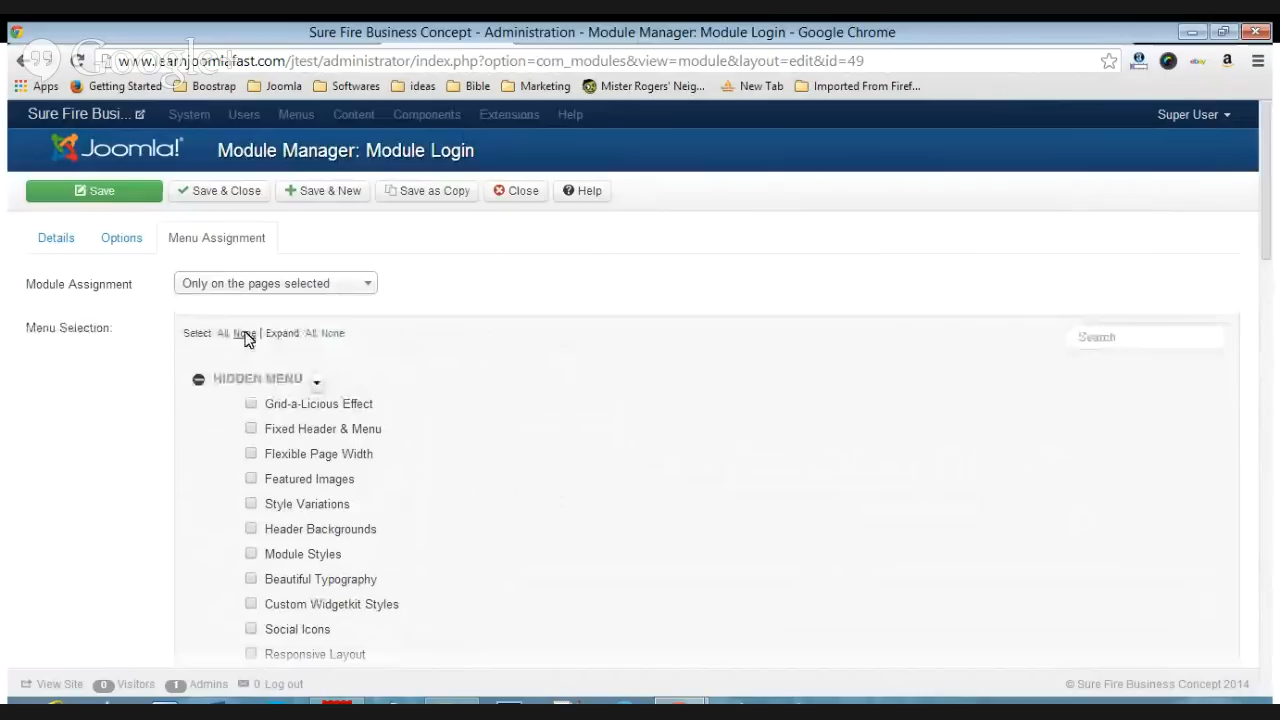 Sure Fire Business Concept - Administration - Module Manager: Module Login - Google Chrome
Google+
www.learnjoomlafast.com/jtest/administrator/index.php?option=com_modules&view=module&layout=edit&id=49
Apps Getting Started Boostrap Joomla Softwares ideas Bible Marketing Mister Rogers' Neig... New Tab Imported From Firef...
Sure Fire Busi... System Users Menus Content Components Extensions Help Super User
Joomla! Module Manager: Module Login
Save Save & Close Save & New Save as Copy Close Help
Details Options Menu Assignment
Module Assignment Only on the pages selected
Menu Selection: Select All None | Expand All None Search
HIDDEN MENU
Grid-a-Licious Effect
Fixed Header & Menu
Flexible Page Width
Featured Images
Style Variations
Header Backgrounds
Module Styles
Beautiful Typography
Custom Widgetkit Styles
Social Icons
Responsive Layout
View Site 0 Visitors 1 Admins 0 Log out © Sure Fire Business Concept 2014